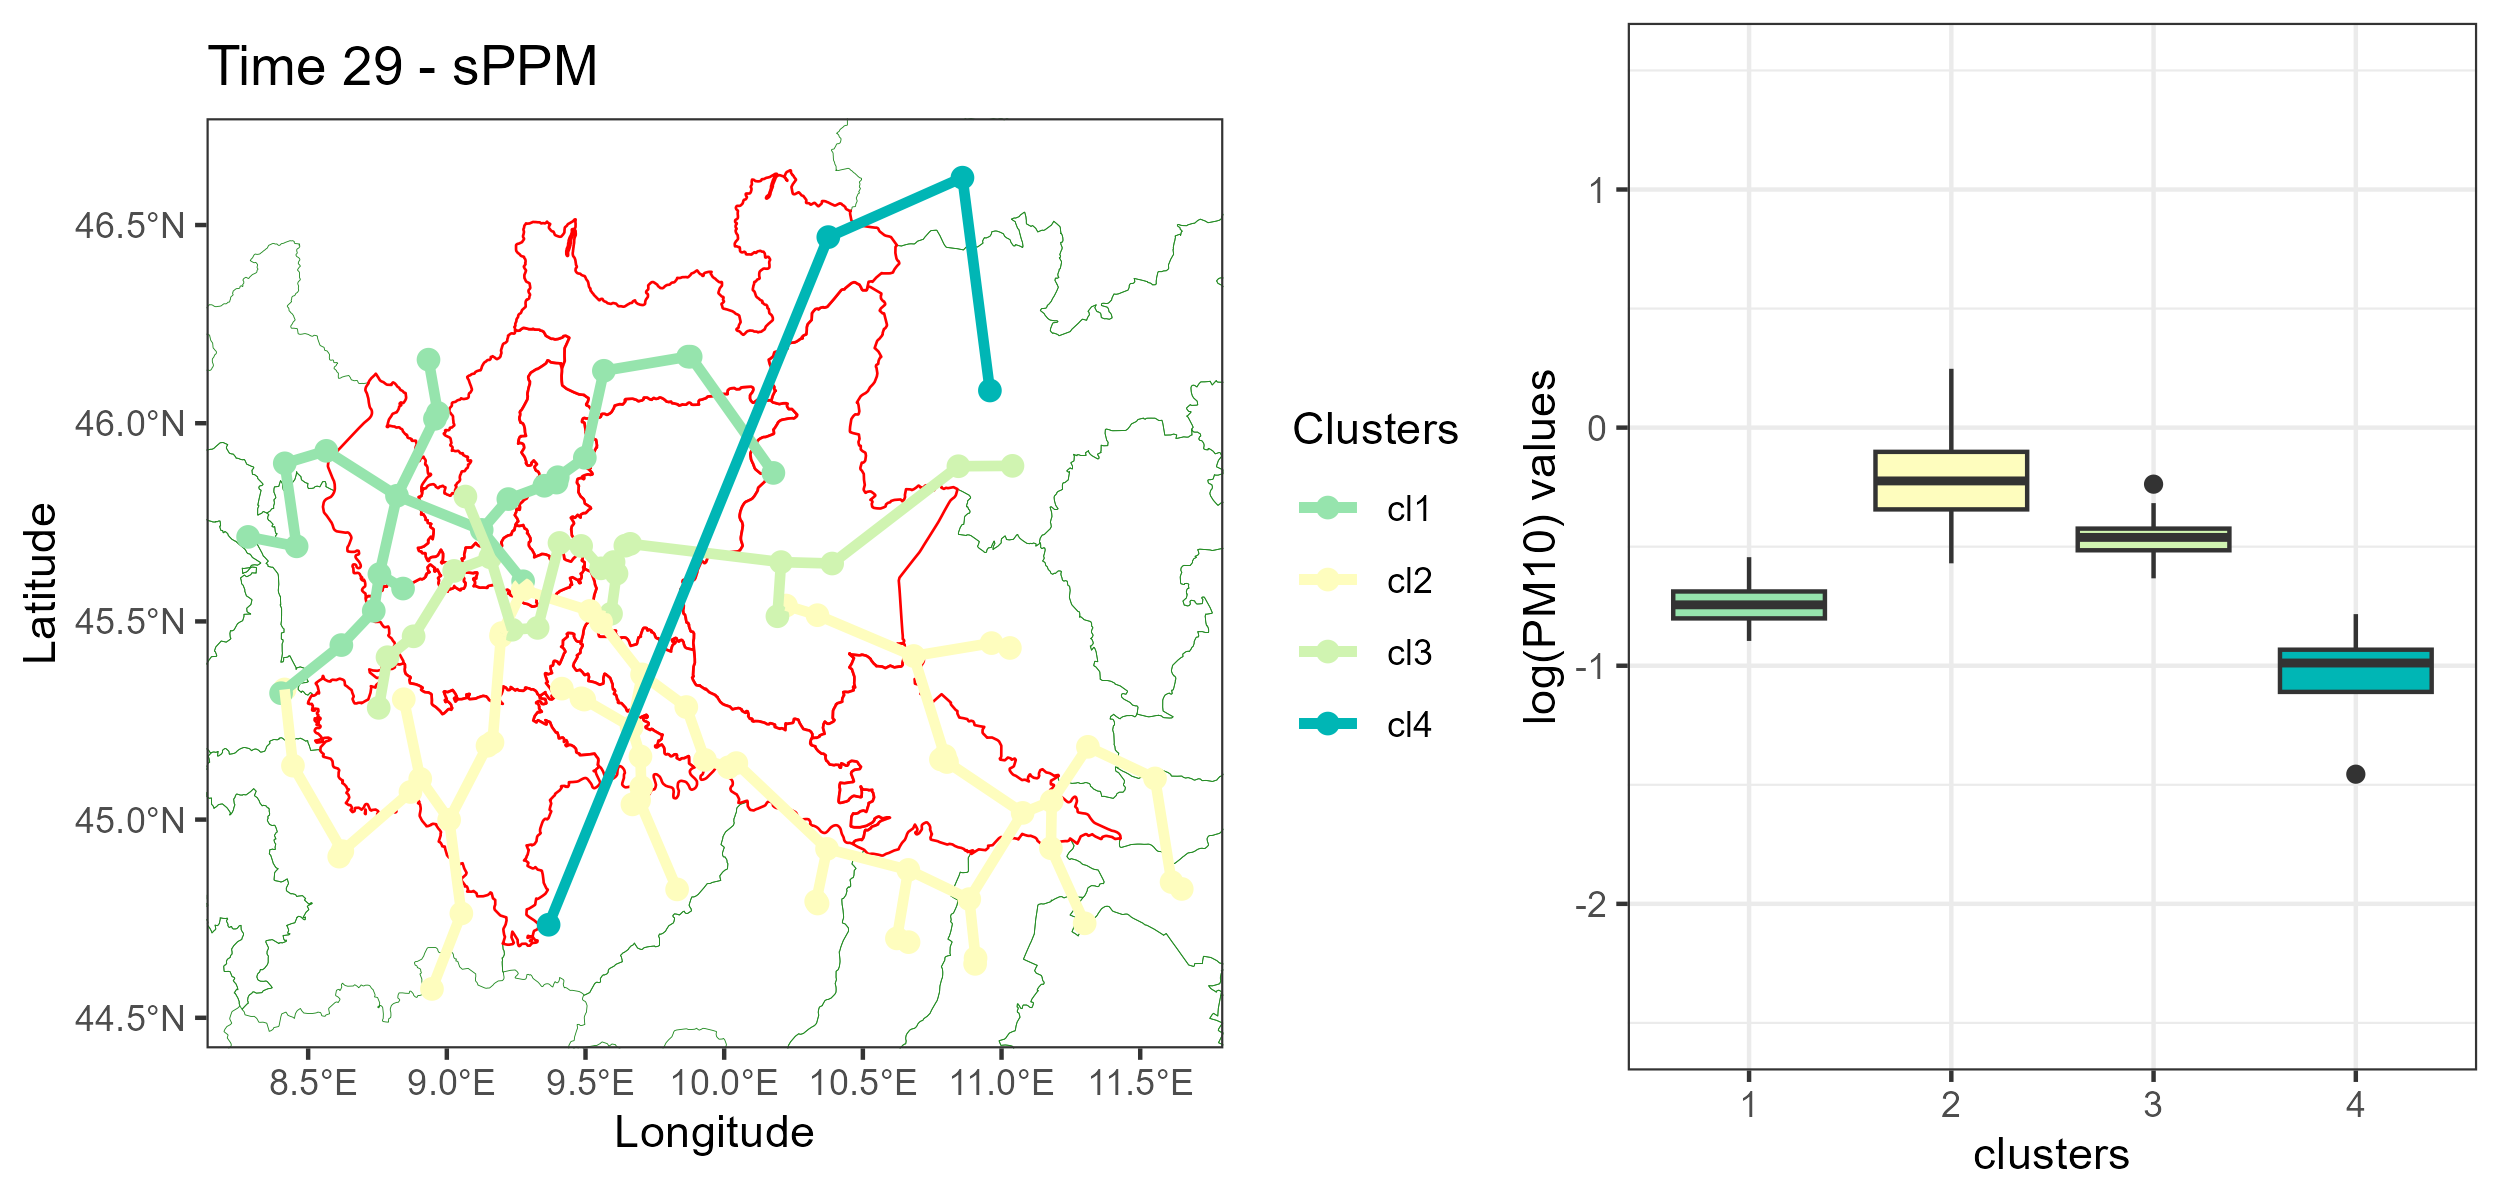 Time 29 - sPPM
Latitude
46.5°N
46.0°N
45.5°N
45.0°N
44.5°N
8.5°E 9.0°E 9.5°E 10.0°E 10.5°E 11.0°E 11.5°E
Longitude
Clusters
cl1
cl2
cl3
cl4
log(PM10) values
1
0
-1
-2
1 2 3 4
clusters